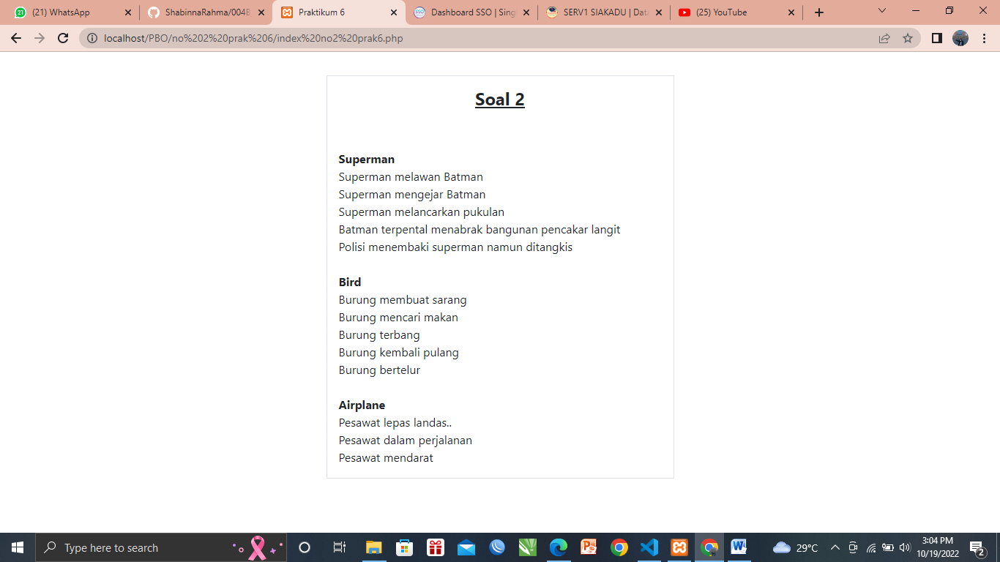 (21) WhatsApp
ShabinnaRahma/004B
Praktikum 6
Dashboard SSO | Sing
SERV1 SIAKADU | Data
(25) YouTube
localhost/PBO/no%202%20prak%206/index%20no2%20prak6.php
Soal 2
Superman
Superman melawan Batman
Superman mengejar Batman
Superman melancarkan pukulan
Batman terpental menabrak bangunan pencakar langit
Polisi menembaki superman namun ditangkis
Bird
Burung membuat sarang
Burung mencari makan
Burung terbang
Burung kembali pulang
Burung bertelur
Airplane
Pesawat lepas landas..
Pesawat dalam perjalanan
Pesawat mendarat
Type here to search
29°C
3:04 PM
10/19/2022
2